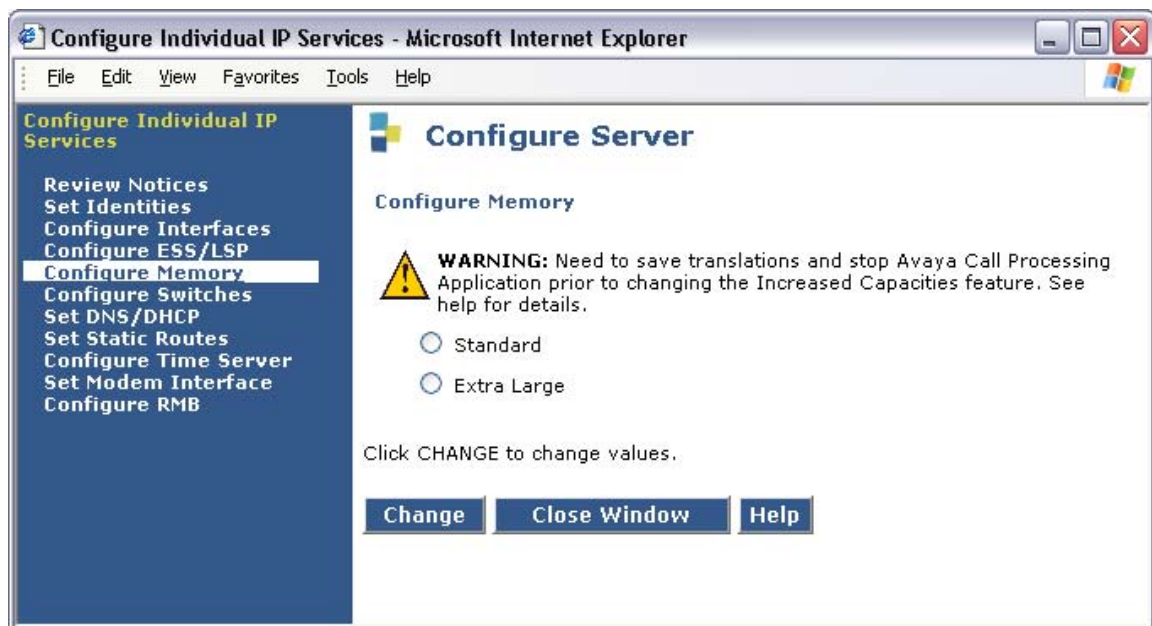 Configure Individual IP Services - Microsoft Internet Explorer
File Edit View Favorites Tools Help
Configure Individual IP
Services
Review Notices
Set Identities
Configure Interfaces
Configure ESS/LSP
Configure Memory
Configure Switches
Set DNS/DHCP
Set Static Routes
Configure Time Server
Set Modem Interface
Configure RMB
Configure Server
Configure Memory
WARNING: Need to save translations and stop Avaya Call Processing
Application prior to changing the Increased Capacities feature. See
help for details.
Standard
Extra Large
Click CHANGE to change values.
Change Close Window Help